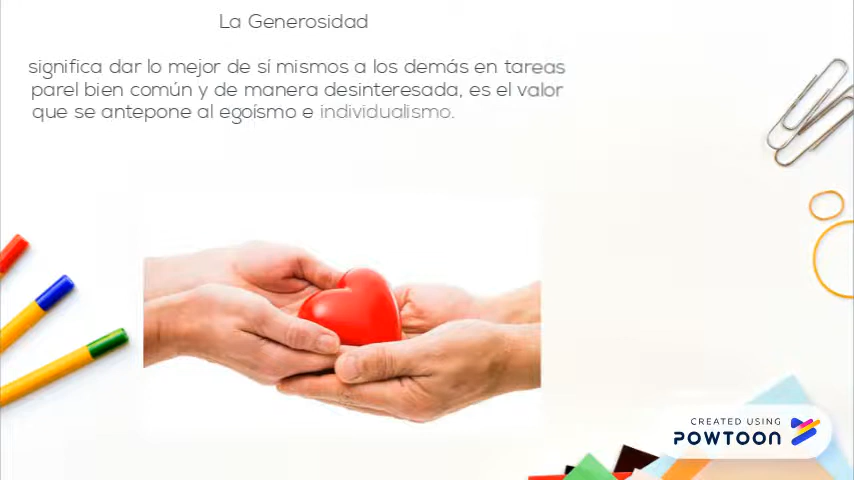 La Generosidad
significa dar lo mejor de sí mismos a los demás en tareas
parel bien común y de manera desinteresada, es el valor
que se antepone al egoísmo e individualismo.
CREATED USING
POWTOON